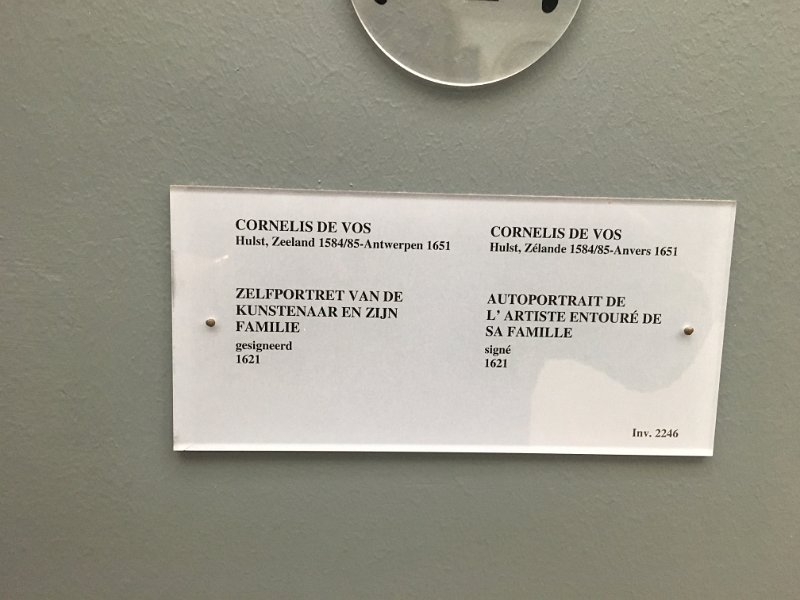 CORNELIS DE VOS
Hulst, Zeeland 1584/85-Antwerpen 1651
ZELFPORTRET VAN DE
KUNSTENAAR EN ZIJN
FAMILIE
gesigneerd
1621
CORNELIS DE VOS
Hulst, Zélande 1584/85-Anvers 1651
AUTOPORTRAIT DE
L' ARTISTE ENTOURÉ DE
SA FAMILLE
signé
1621
Inv. 2246